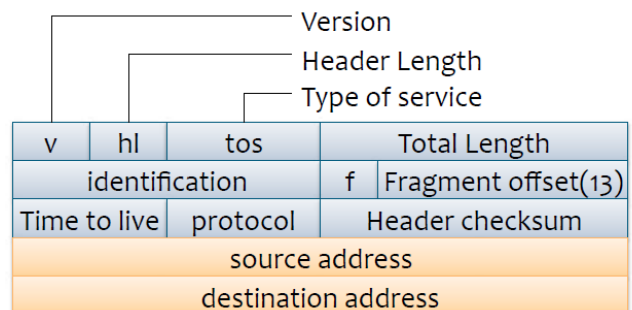 Version
Header Length
Type of service
v hl tos Total Length
identification f Fragment offset(13)
Time to live protocol Header checksum
source address
destination address